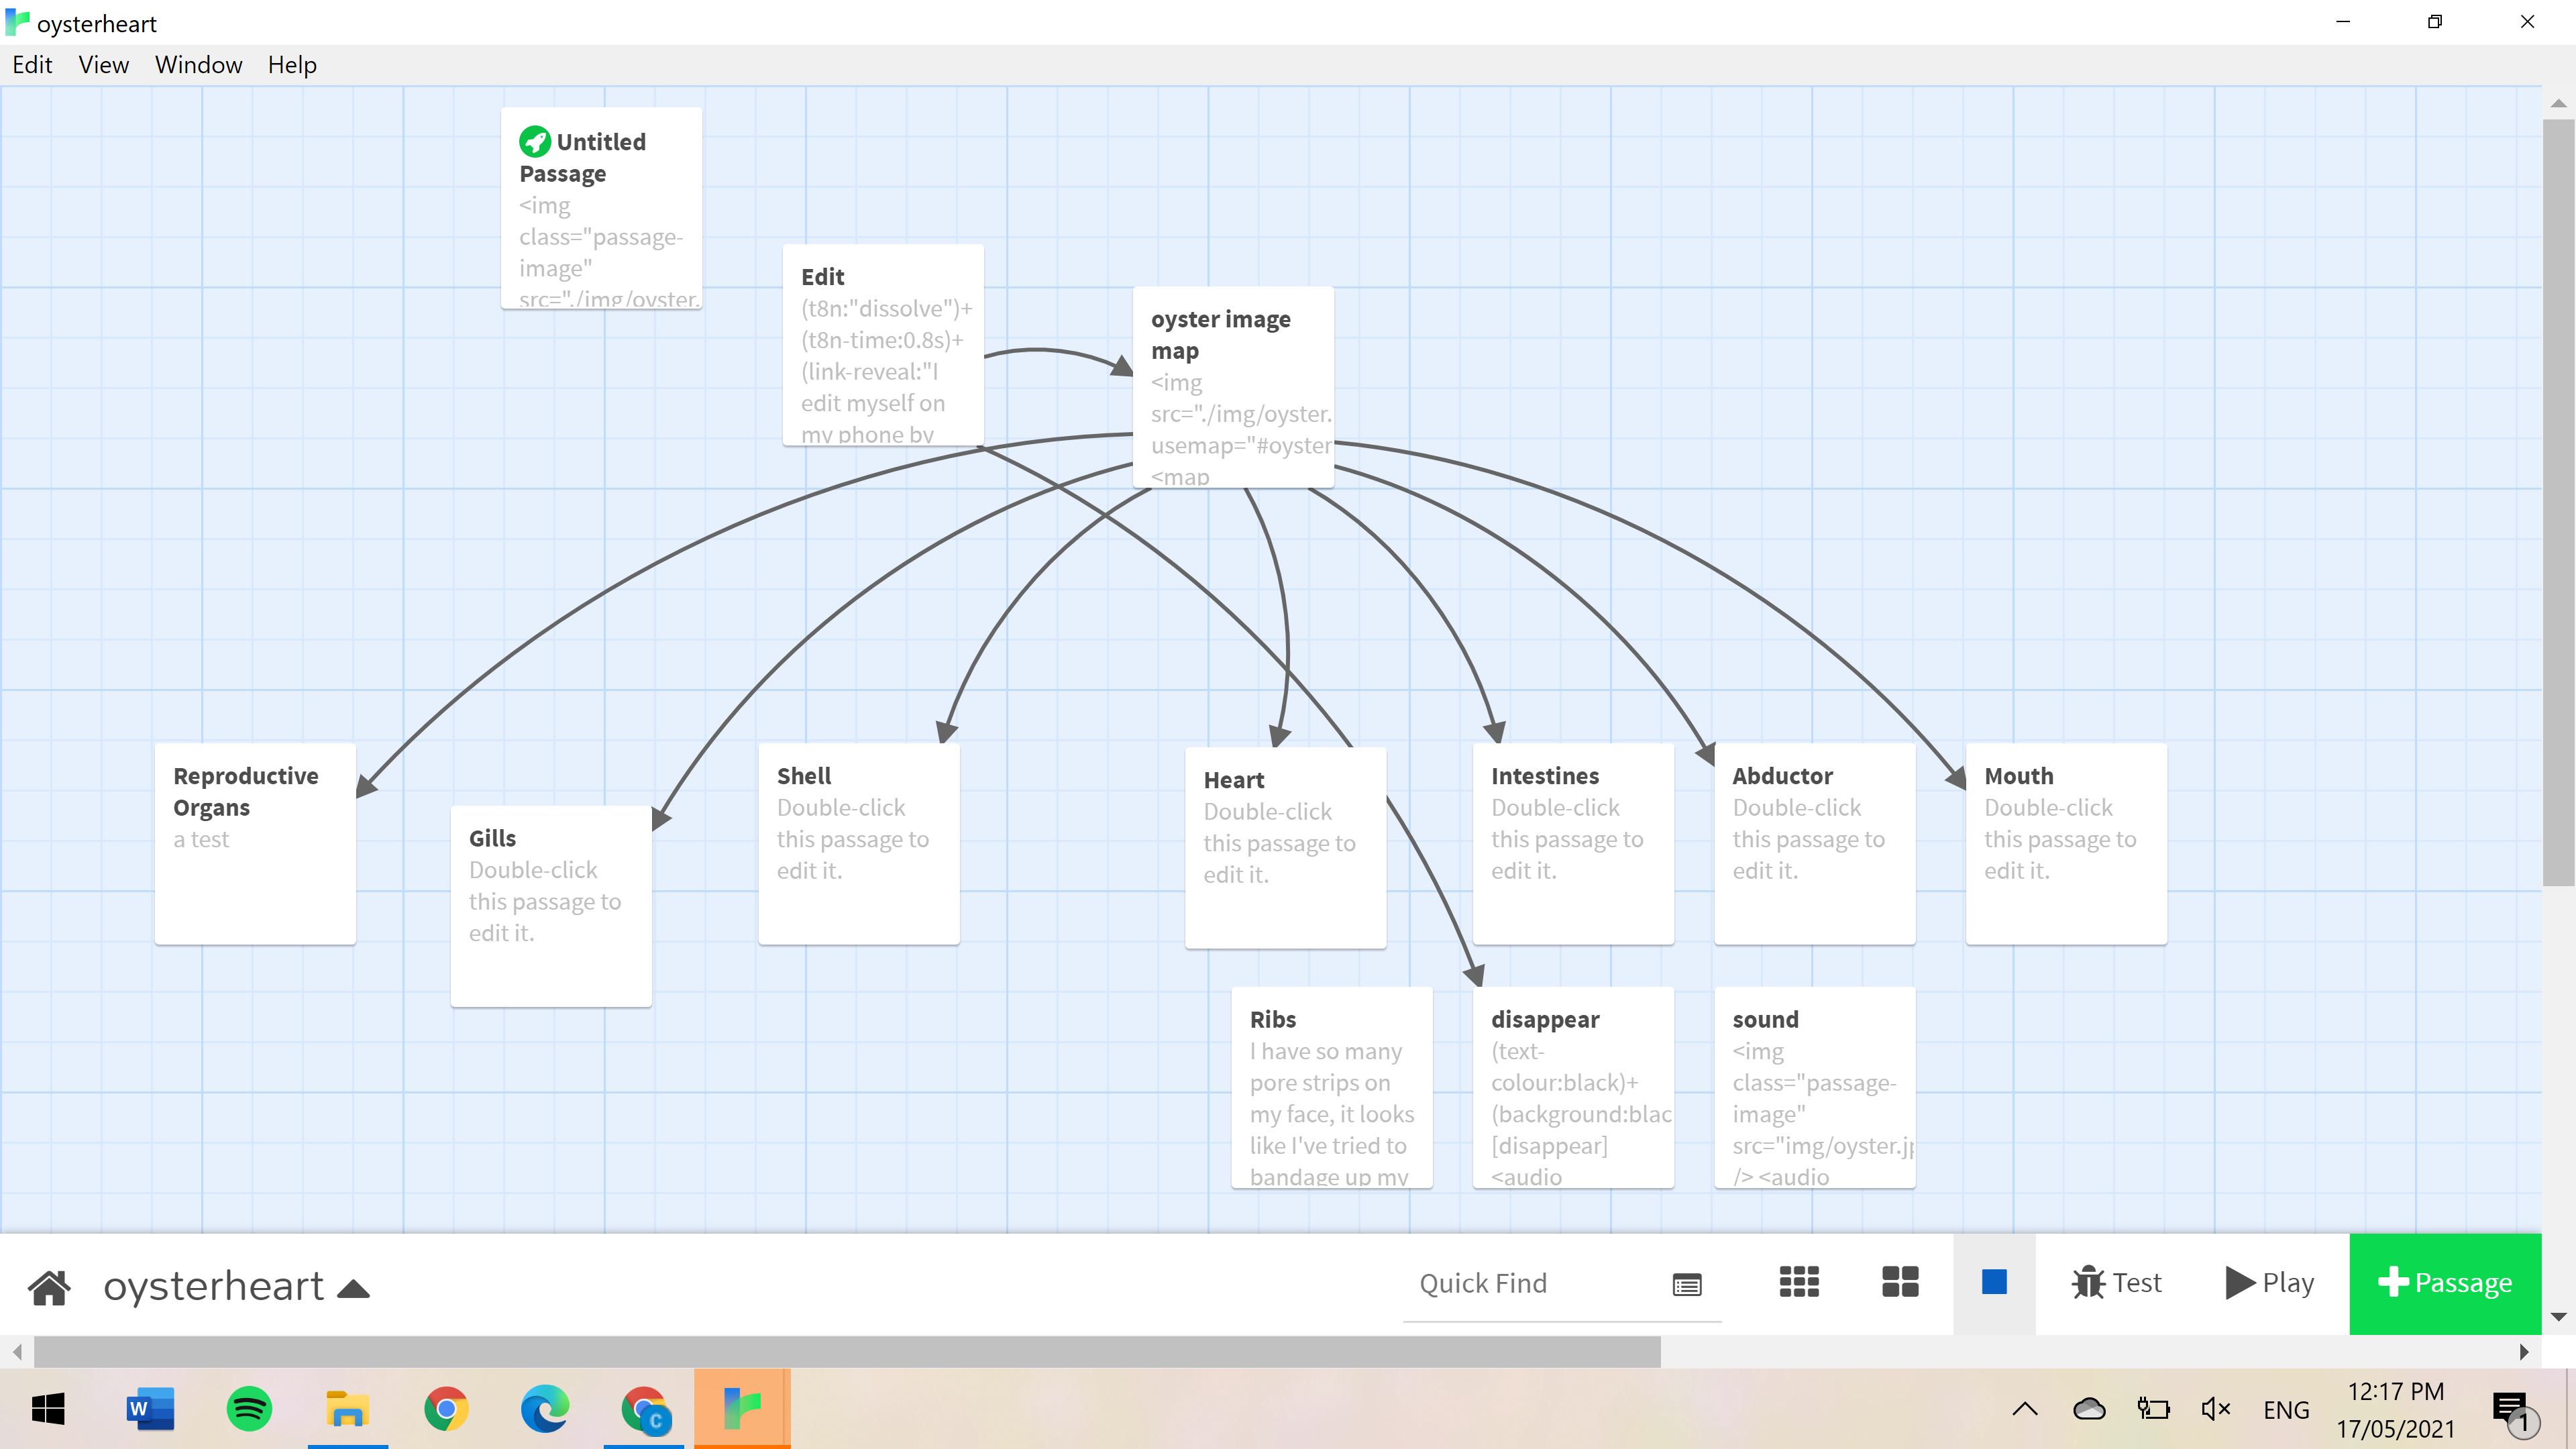 oysterheart
Edit View Window Help
Untitled
Passage
<img
class="passage-
image"
src="./img/oyster.
Edit
(t8n:"dissolve")+
(t8n-time:0.8s)+
(link-reveal:"I
edit myself on
my phone by
oyster image
map
<img
src="./img/oyster.
usemap="#oyster
<map
Reproductive
Organs
a test
Gills
Double-click
this passage to
edit it.
Shell
Double-click
this passage to
edit it.
Heart
Double-click
this passage to
edit it.
Intestines
Double-click
this passage to
edit it.
Abductor
Double-click
this passage to
edit it.
Mouth
Double-click
this passage to
edit it.
Ribs
I have so many
pore strips on
my face, it looks
like I've tried to
bandage up my
disappear
(text-
colour:black)+
(background:blac
[disappear]
<audio
sound
<img
class="passage-
image"
src="img/oyster.jp
/> <audio
oysterheart
Quick Find
Test
Play
Passage
W
C
ENG
12:17 PM
17/05/2021
1